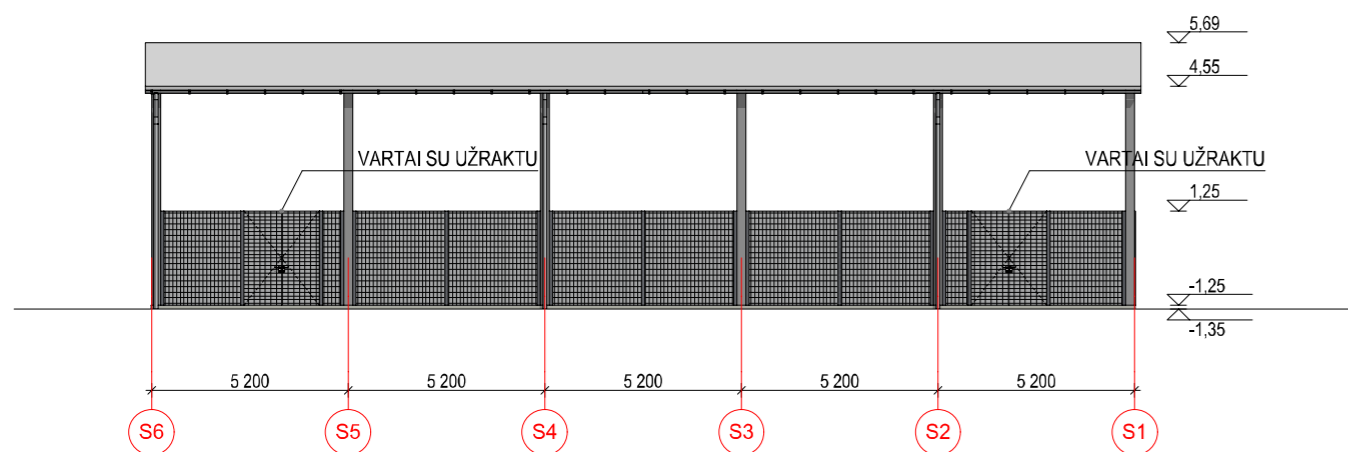 5,69
4,55
VARTAI SU UŽRAKTU
VARTAI SU UŽRAKTU
1,25
-1,25
-1,35
5 200
5 200
5 200
5 200
5 200
S6
S5
S4
S3
S2
S1